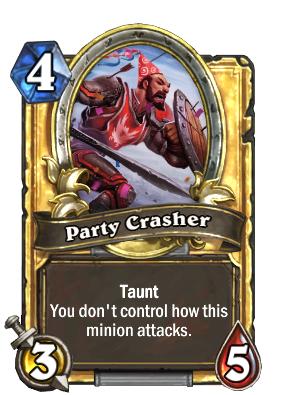 4
Party Crasher
Taunt
You don't control how this
minion attacks.
3
5